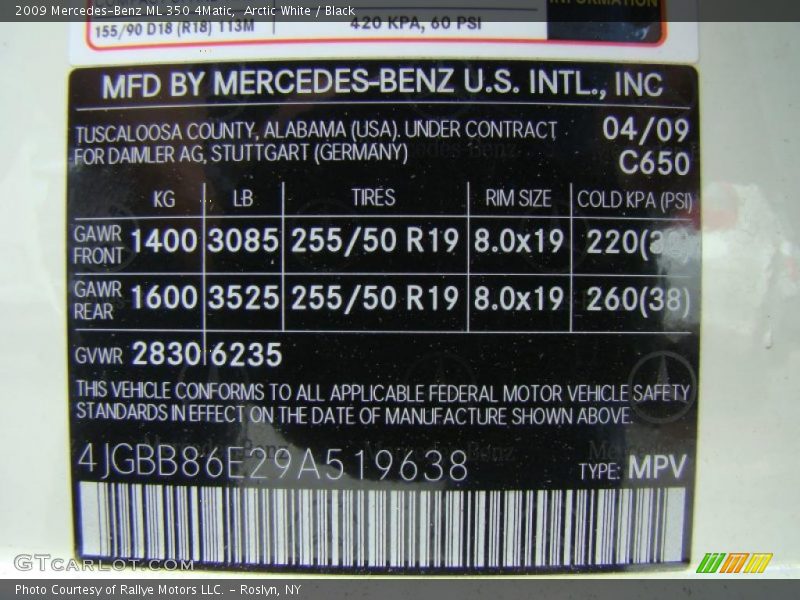 2009 Mercedes-Benz ML 350 4Matic, Arctic White / Black
155/90 D18 (R18) 113M 420 KPA, 60 PSI
INFORMATION
MFD BY MERCEDES-BENZ U.S. INTL., INC
TUSCALOOSA COUNTY, ALABAMA (USA). UNDER CONTRACT 04/09
FOR DAIMLER AG, STUTTGART (GERMANY) C650
KG LB TIRES RIM SIZE COLD KPA (PSI)
GAWR FRONT 1400 3085 255/50 R19 8.0x19 220(
GAWR REAR 1600 3525 255/50 R19 8.0x19 260(38)
GVWR 2830 6235
THIS VEHICLE CONFORMS TO ALL APPLICABLE FEDERAL MOTOR VEHICLE SAFETY
STANDARDS IN EFFECT ON THE DATE OF MANUFACTURE SHOWN ABOVE.
4JGBB86E29A519638 TYPE: MPV
GTCARLOT.COM
Photo Courtesy of Rallye Motors LLC. - Roslyn, NY